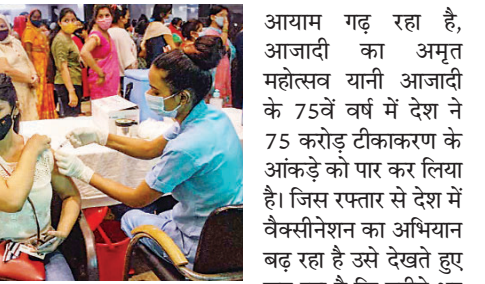 आयाम गढ़ रहा है,
आजादी का अमृत
महोत्सव यानी आजादी
के 75वें वर्ष में देश ने
75 करोड़ टीकाकरण के
आंकड़े को पार कर लिया
है। जिस रफ्तार से देश में
वैक्सीनेशन का अभियान
बढ़ रहा है उसे देखते हुए